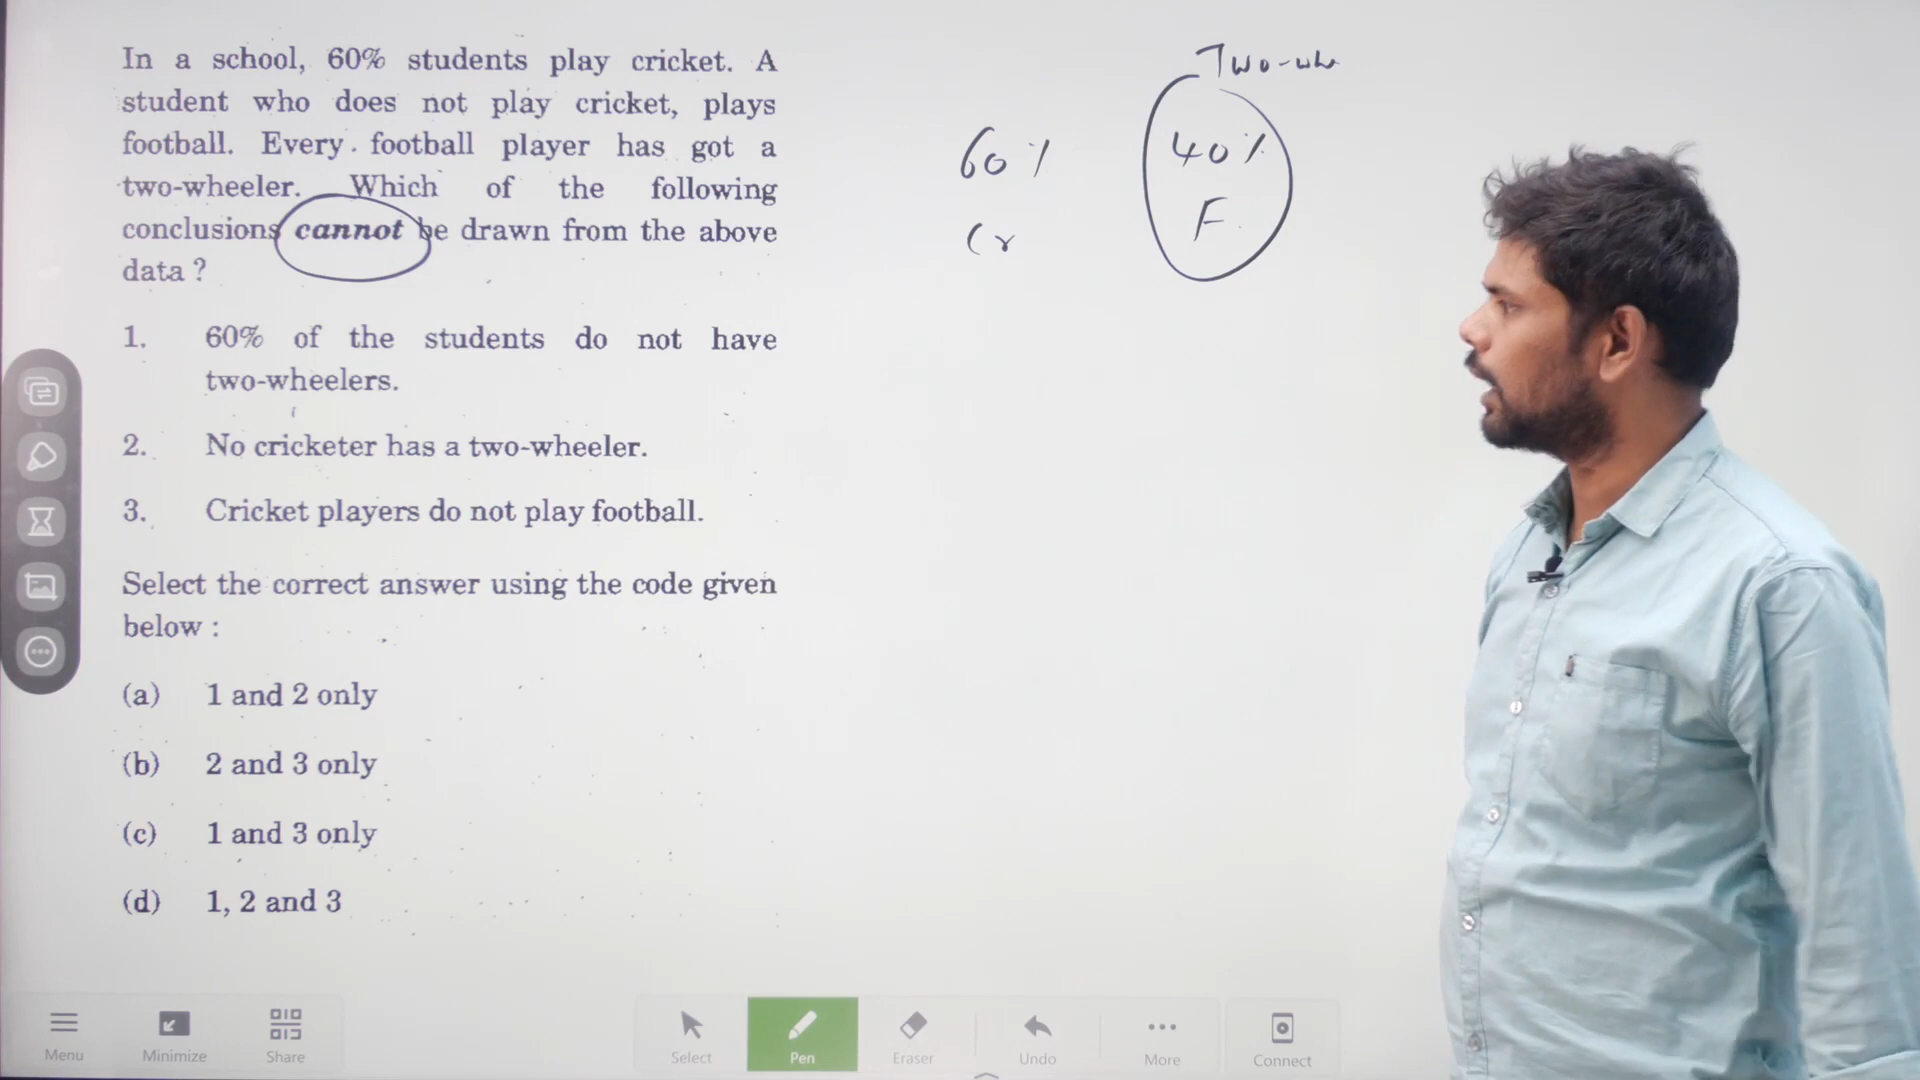 In a school, 60% students play cricket. A
student who does not play cricket, plays
football. Every football player has got a
two-wheeler. Which of the following
conclusions cannot be drawn from the above
data ?
1. 60% of the students do not have
two-wheelers.
2. No cricketer has a two-wheeler.
3. Cricket players do not play football.
Select the correct answer using the code given
below :
(a) 1 and 2 only
(b) 2 and 3 only
(c) 1 and 3 only
(d) 1, 2 and 3
Two-whe
60% 40%
Cr F
Menu Minimize Share Select Pen Eraser Undo More Connect